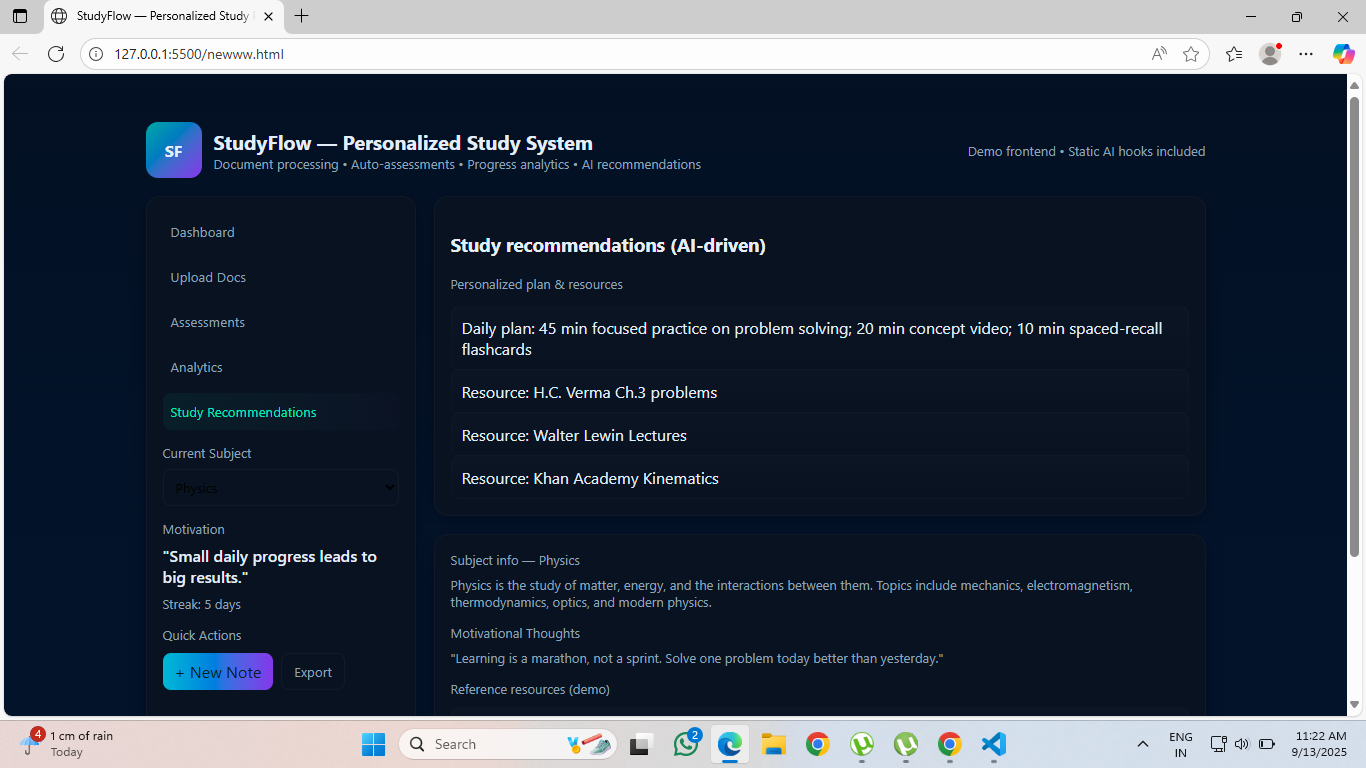 StudyFlow — Personalized Study
127.0.0.1:5500/newww.html
SF
StudyFlow — Personalized Study System
Document processing • Auto-assessments • Progress analytics • AI recommendations
Demo frontend • Static AI hooks included
Dashboard
Upload Docs
Assessments
Analytics
Study Recommendations
Current Subject
Physics
Motivation
"Small daily progress leads to
big results."
Streak: 5 days
Quick Actions
+ New Note
Export
Study recommendations (AI-driven)
Personalized plan & resources
Daily plan: 45 min focused practice on problem solving; 20 min concept video; 10 min spaced-recall
flashcards
Resource: H.C. Verma Ch.3 problems
Resource: Walter Lewin Lectures
Resource: Khan Academy Kinematics
Subject info — Physics
Physics is the study of matter, energy, and the interactions between them. Topics include mechanics, electromagnetism,
thermodynamics, optics, and modern physics.
Motivational Thoughts
"Learning is a marathon, not a sprint. Solve one problem today better than yesterday."
Reference resources (demo)
4
1 cm of rain
Today
Search
2
ENG
IN
11:22 AM
9/13/2025